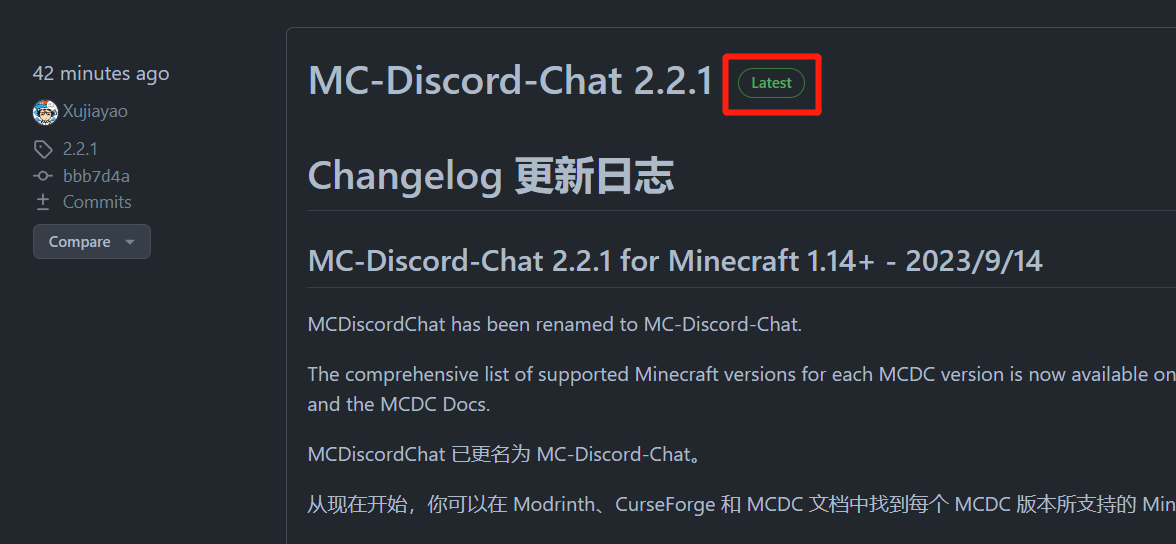 42 minutes ago
Xujiayao
2.2.1
bbb7d4a
Commits
Compare
MC-Discord-Chat 2.2.1 Latest
Changelog 更新日志
MC-Discord-Chat 2.2.1 for Minecraft 1.14+ - 2023/9/14
MCDiscordChat has been renamed to MC-Discord-Chat.
The comprehensive list of supported Minecraft versions for each MCDC version is now available on
and the MCDC Docs.
MCDiscordChat 已更名为 MC-Discord-Chat。
从现在开始，你可以在 Modrinth、CurseForge 和 MCDC 文档中找到每个 MCDC 版本所支持的 Min